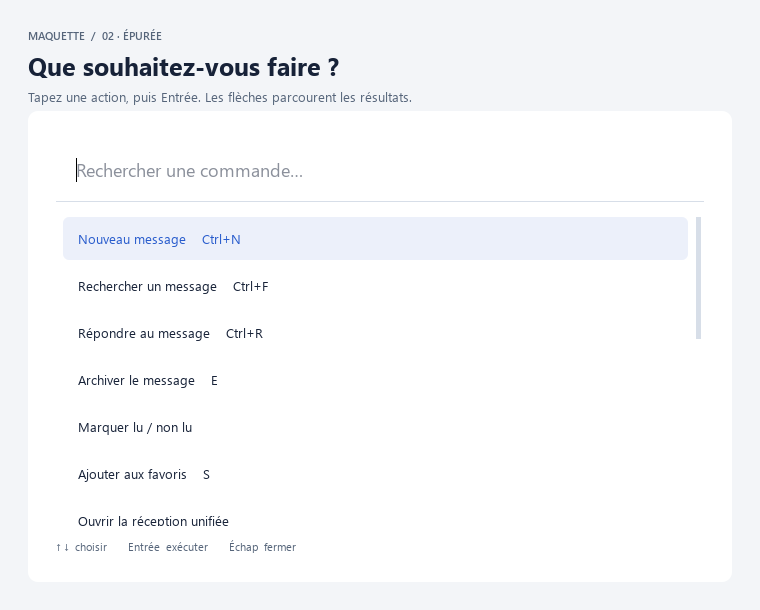 MAQUETTE / 02 · ÉPURÉE
Que souhaitez-vous faire ?
Tapez une action, puis Entrée. Les flèches parcourent les résultats.
Rechercher une commande...
Nouveau message Ctrl+N
Rechercher un message Ctrl+F
Répondre au message Ctrl+R
Archiver le message E
Marquer lu / non lu
Ajouter aux favoris S
Ouvrir la réception unifiée
↑ ↓ choisir Entrée exécuter Échap fermer